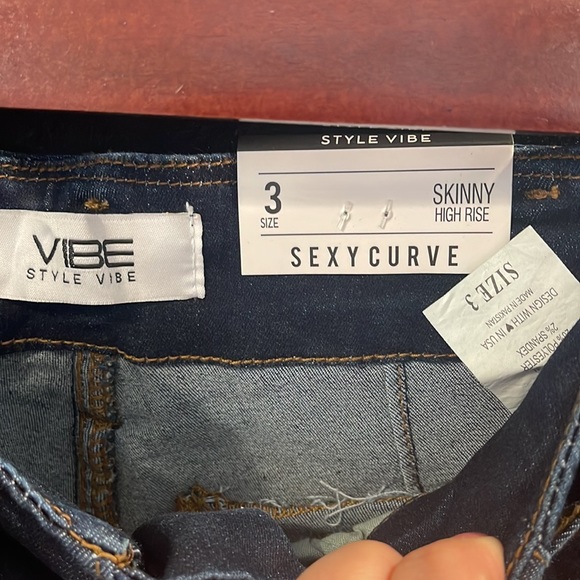 STYLE VIBE
3
SIZE
SKINNY
HIGH RISE
SEXYCURVE
VIBE
STYLE VIBE
SIZE 3
MADE IN PAKISTAN
DESIGN WITH ♥ IN USA
POLYESTER
2% SPANDEX